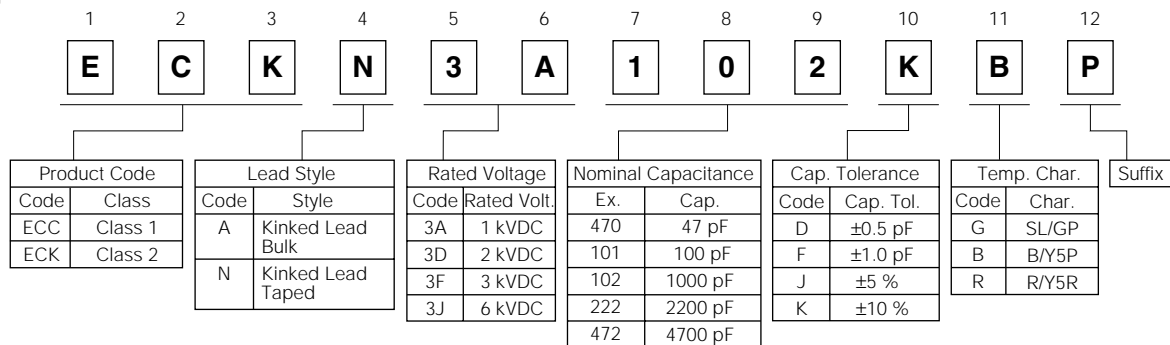 1 2 3 4 5 6 7 8 9 10 11 12
E C K N 3 A 1 0 2 K B P
Product Code
Code Class
ECC Class 1
ECK Class 2
Lead Style
Code Style
A Kinked Lead
Bulk
N Kinked Lead
Taped
Rated Voltage
Code Rated Volt.
3A 1 kVDC
3D 2 kVDC
3F 3 kVDC
3J 6 kVDC
Nominal Capacitance
Ex. Cap.
470 47 pF
101 100 pF
102 1000 pF
222 2200 pF
472 4700 pF
Cap. Tolerance
Code Cap. Tol.
D ±0.5 pF
F ±1.0 pF
J ±5 %
K ±10 %
Temp. Char.
Code Char.
G SL/GP
B B/Y5P
R R/Y5R
Suffix